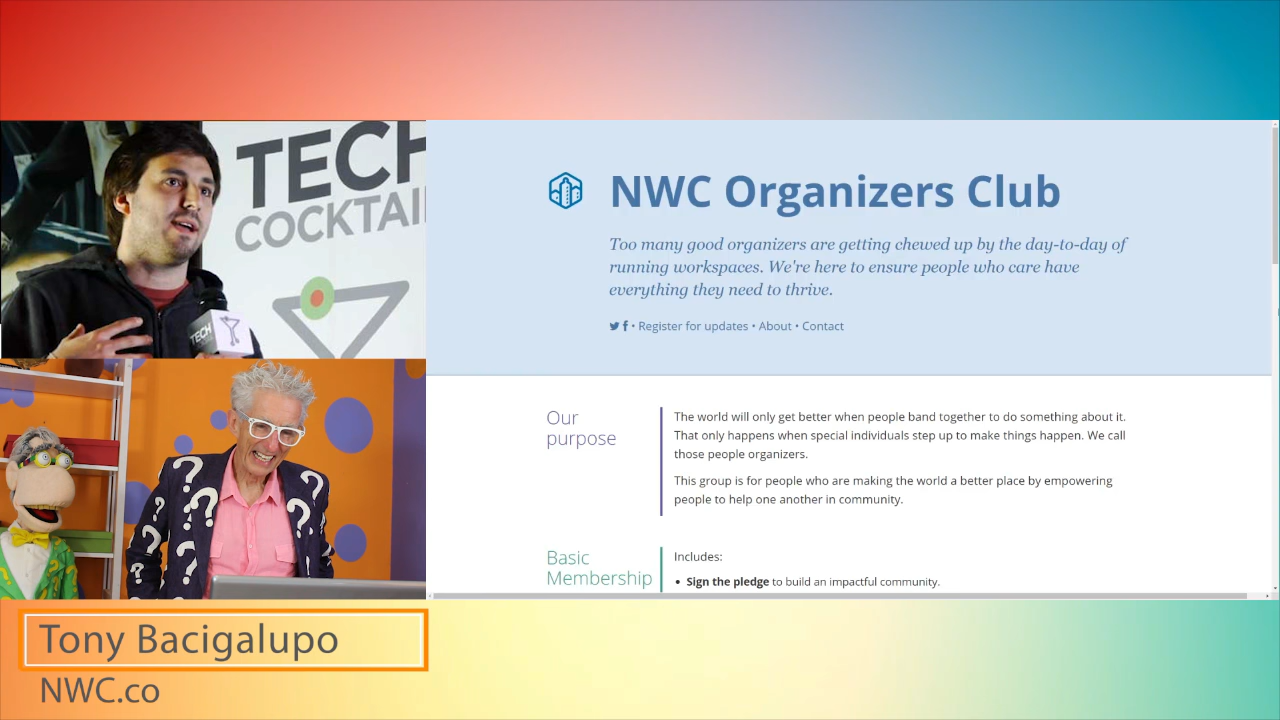 TECH
COCKTAI
TECH
NWC Organizers Club
Too many good organizers are getting chewed up by the day-to-day of
running workspaces. We're here to ensure people who care have
everything they need to thrive.
• Register for updates • About • Contact
Our
purpose
The world will only get better when people band together to do something about it.
That only happens when special individuals step up to make things happen. We call
those people organizers.
This group is for people who are making the world a better place by empowering
people to help one another in community.
Basic
Membership
Includes:
• Sign the pledge to build an impactful community.
Tony Bacigalupo
NWC.co